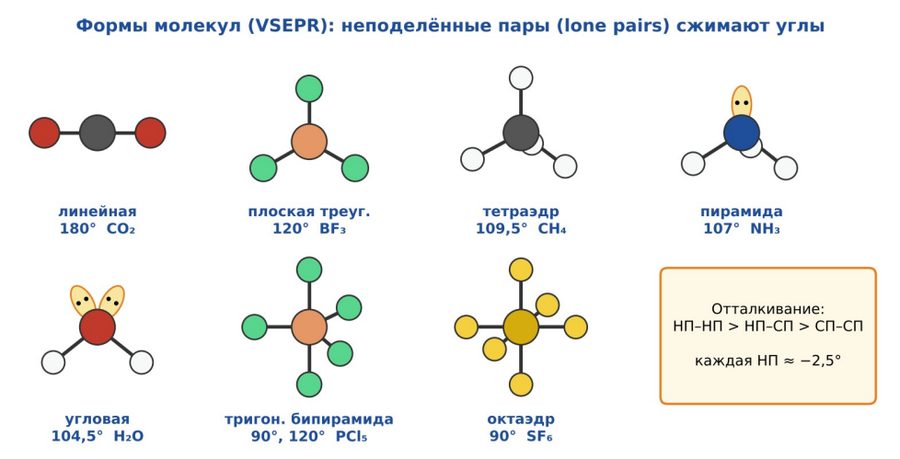 Формы молекул (VSEPR): неподелённые пары (lone pairs) сжимают углы
линейная
180° CO₂
плоская треуг.
120° BF₃
тетраэдр
109,5° CH₄
пирамида
107° NH₃
угловая
104,5° H₂O
тригон. бипирамида
90°, 120° PCl₅
октаэдр
90° SF₆
Отталкивание:
НП–НП > НП–СП > СП–СП
каждая НП ≈ −2,5°